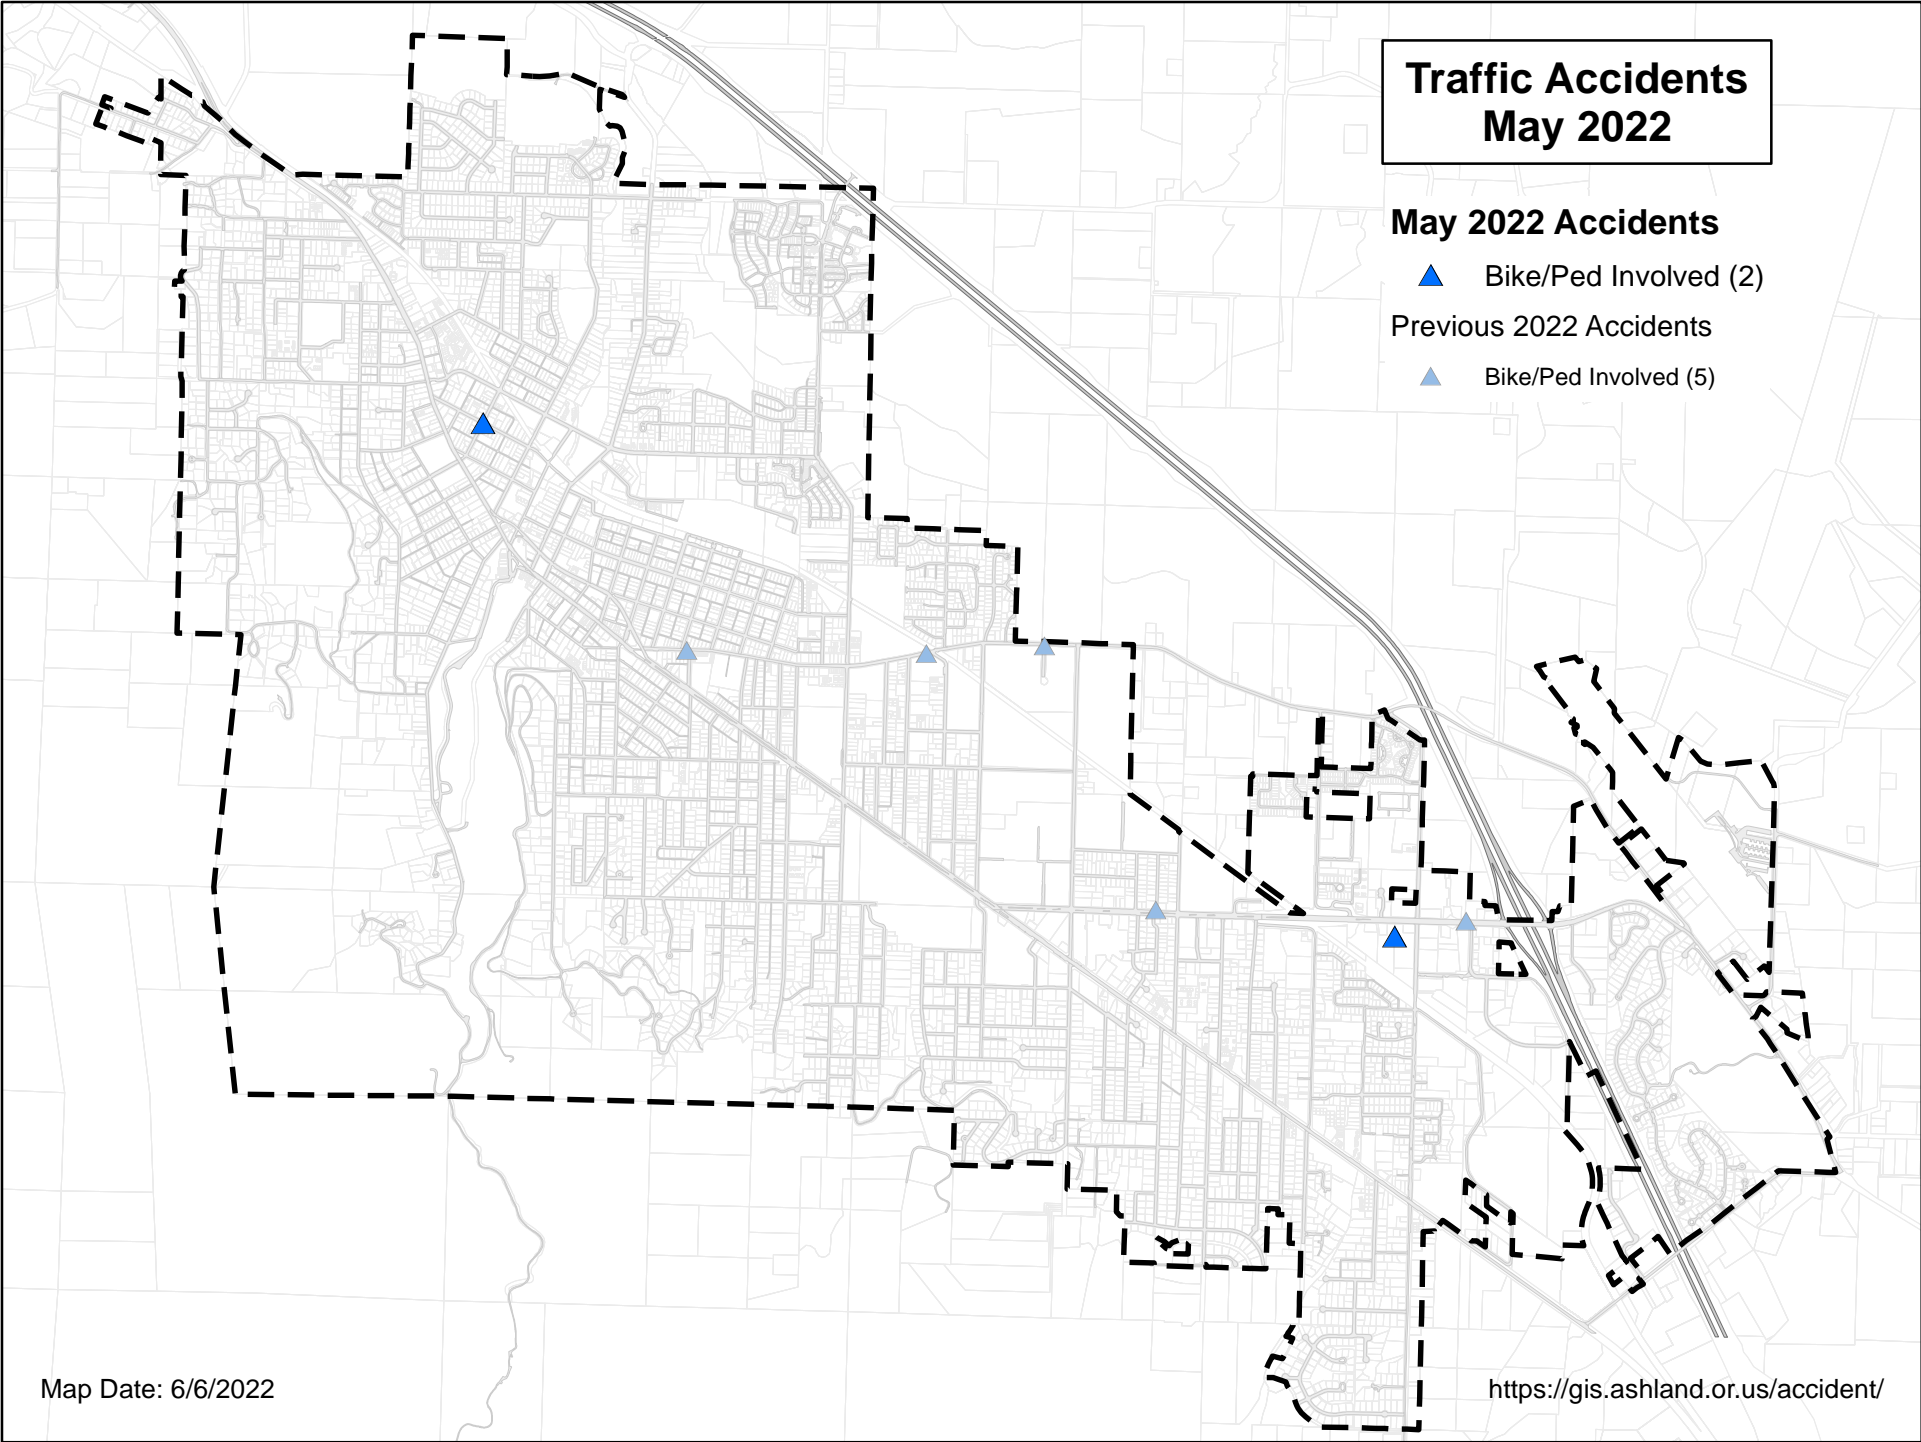 Traffic Accidents
May 2022
May 2022 Accidents
Bike/Ped Involved (2)
Previous 2022 Accidents
Bike/Ped Involved (5)
Map Date: 6/6/2022
https://gis.ashland.or.us/accident/